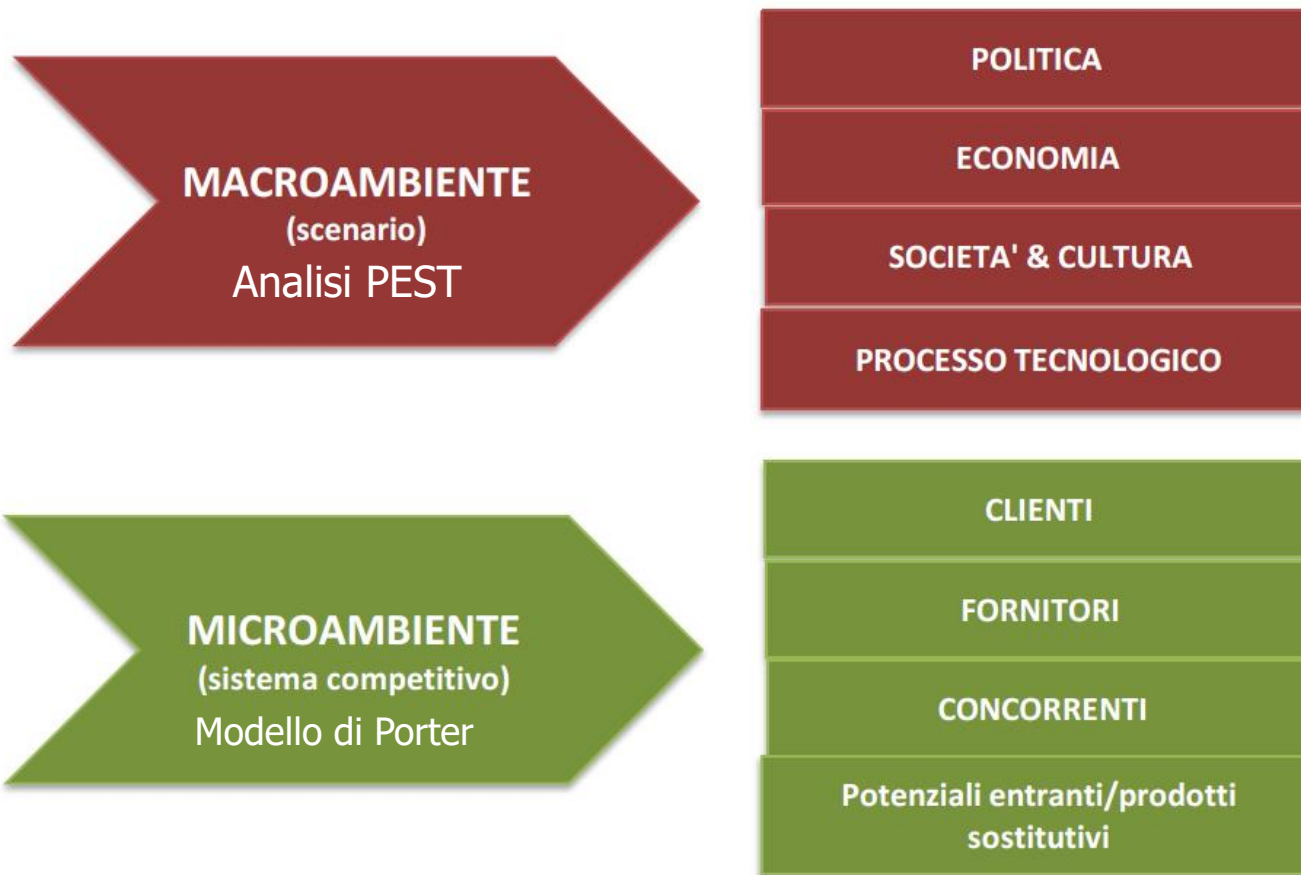 MACROAMBIENTE
(scenario)
Analisi PEST
POLITICA
ECONOMIA
SOCIETA' & CULTURA
PROCESSO TECNOLOGICO
MICROAMBIENTE
(sistema competitivo)
Modello di Porter
CLIENTI
FORNITORI
CONCORRENTI
Potenziali entranti/prodotti
sostitutivi